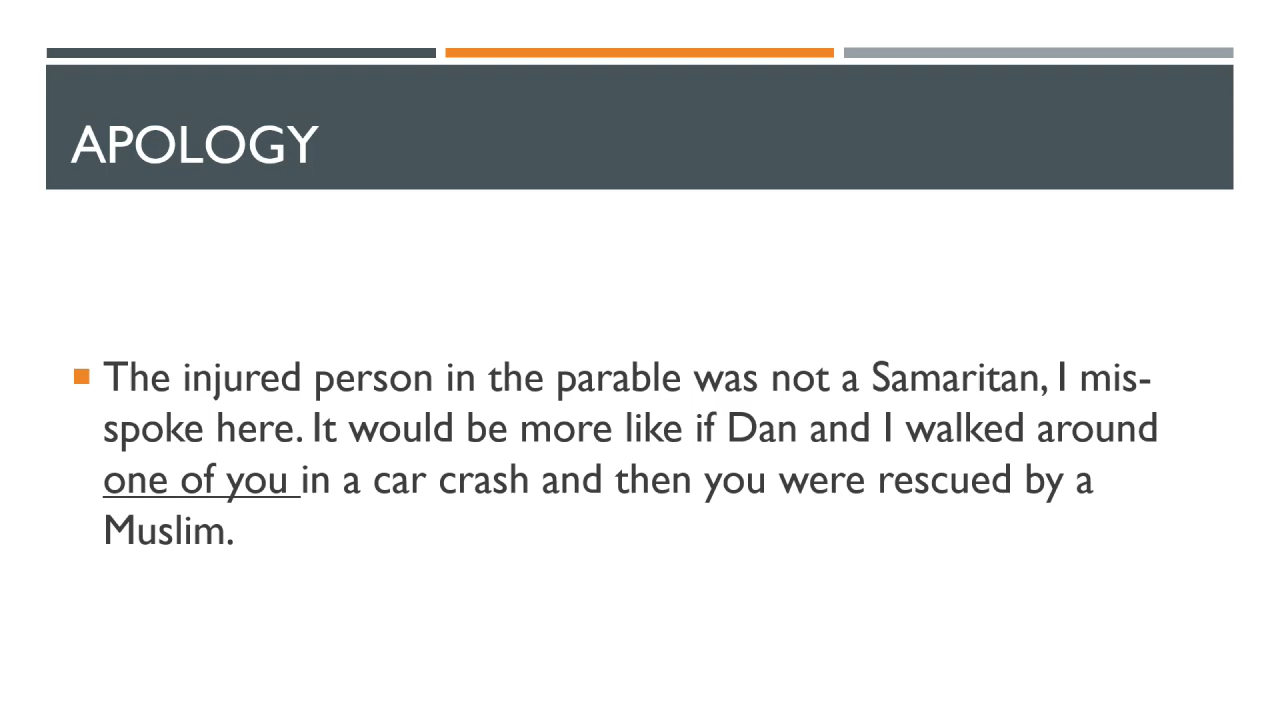 APOLOGY
The injured person in the parable was not a Samaritan, I mis-
spoke here. It would be more like if Dan and I walked around
one of you in a car crash and then you were rescued by a
Muslim.